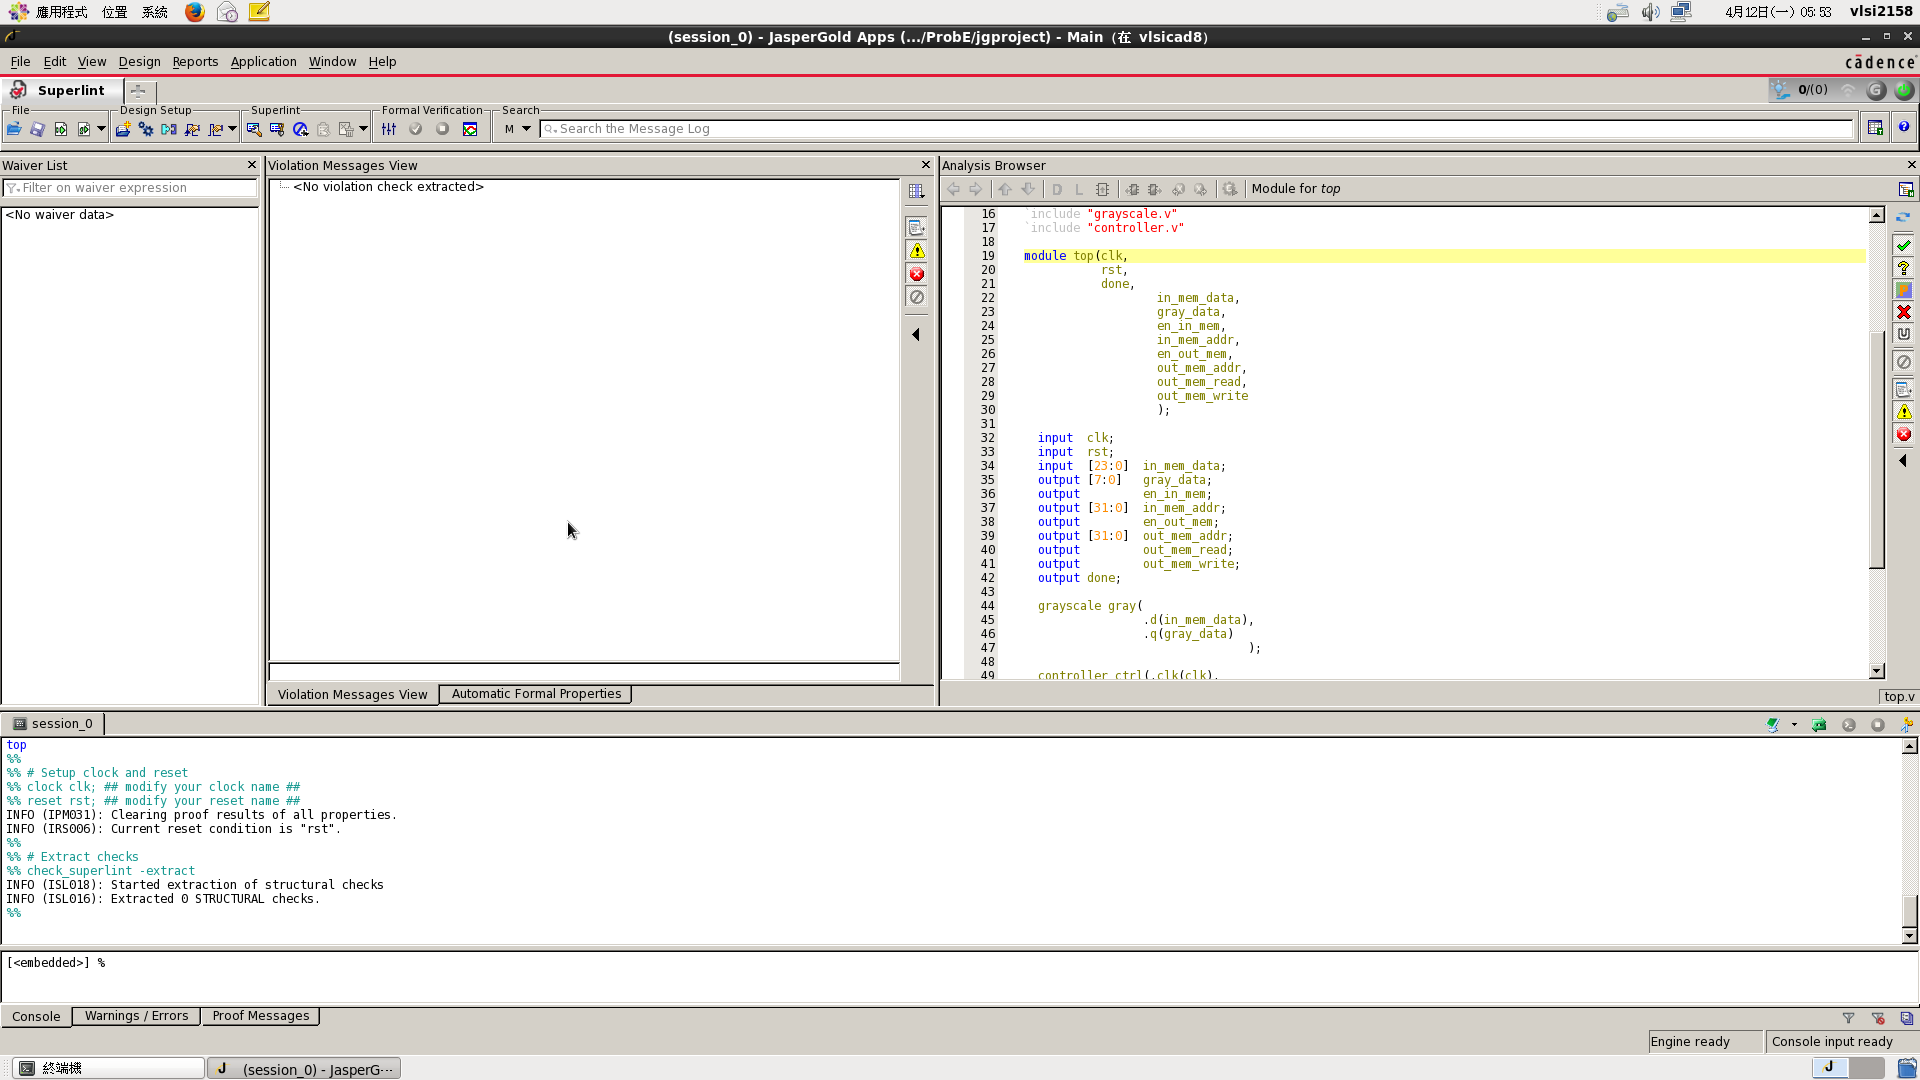 應用程式 位置 系統 4月12日(一) 05:53 vlsi2158
(session_0) - JasperGold Apps (.../ProbE/jgproject) - Main (在 vlsicad8)
File Edit View Design Reports Application Window Help cādence
Superlint 0/(0)
File Design Setup Superlint Formal Verification Search
M Search the Message Log
Waiver List
Filter on waiver expression
<No waiver data>
Violation Messages View
<No violation check extracted>
Violation Messages View Automatic Formal Properties
Analysis Browser
D L Module for top
16 `include "grayscale.v"
17 `include "controller.v"
18
19 module top(clk,
20 rst,
21 done,
22 in_mem_data,
23 gray_data,
24 en_in_mem,
25 in_mem_addr,
26 en_out_mem,
27 out_mem_addr,
28 out_mem_read,
29 out_mem_write
30 );
31
32 input clk;
33 input rst;
34 input [23:0] in_mem_data;
35 output [7:0] gray_data;
36 output en_in_mem;
37 output [31:0] in_mem_addr;
38 output en_out_mem;
39 output [31:0] out_mem_addr;
40 output out_mem_read;
41 output out_mem_write;
42 output done;
43
44 grayscale gray(
45 .d(in_mem_data),
46 .q(gray_data)
47 );
48
49 controller ctrl(.clk(clk),
top.v
session_0
top
%%
%% # Setup clock and reset
%% clock clk; ## modify your clock name ##
%% reset rst; ## modify your reset name ##
INFO (IPM031): Clearing proof results of all properties.
INFO (IRS006): Current reset condition is "rst".
%%
%% # Extract checks
%% check_superlint -extract
INFO (ISL018): Started extraction of structural checks
INFO (ISL016): Extracted 0 STRUCTURAL checks.
%%
[<embedded>] %
Console Warnings / Errors Proof Messages
Engine ready Console input ready
終端機 (session_0) - JasperG···